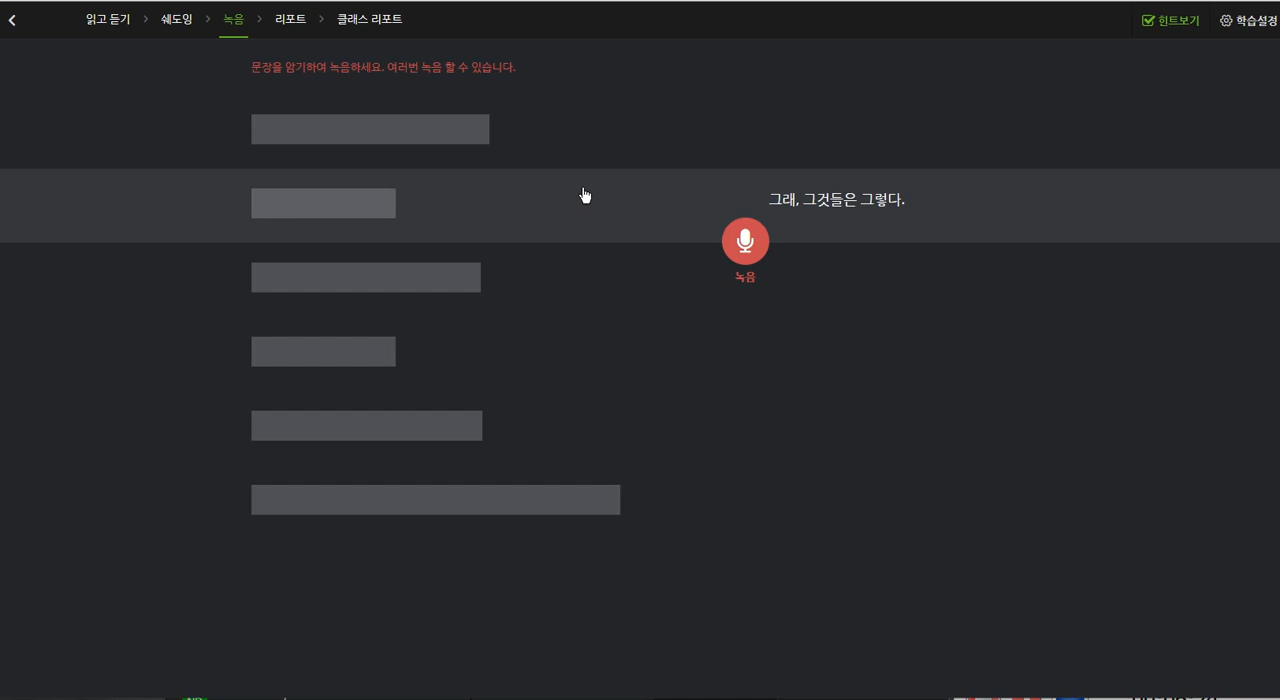 읽고 듣기 > 쉐도잉 > 녹음 > 리포트 > 클래스 리포트 힌트보기 학습설경
문장을 암기하여 녹음하세요. 여러번 녹음 할 수 있습니다.
그래, 그것들은 그렇다.
녹음